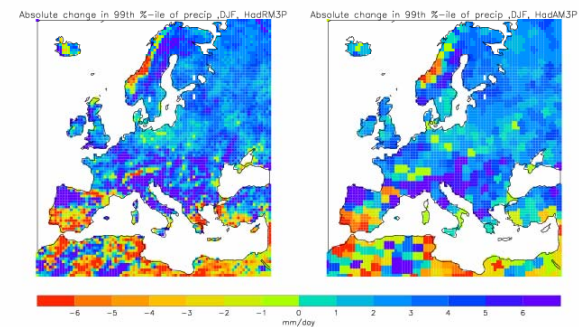 Absolute change in 99th %-ile of precip ,DJF, HadRM3P
Absolute change in 99th %-ile of precip ,DJF, HadAM3P
-6 -5 -4 -3 -2 -1 0 1 2 3 4 5 6
mm/day